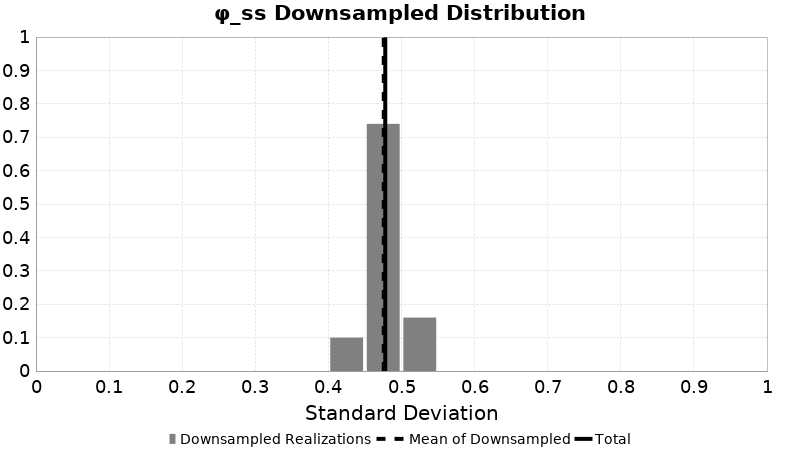 φ_ss Downsampled Distribution
1
0.9
0.8
0.7
0.6
0.5
0.4
0.3
0.2
0.1
0
0 0.1 0.2 0.3 0.4 0.5 0.6 0.7 0.8 0.9 1
Standard Deviation
Downsampled Realizations Mean of Downsampled Total